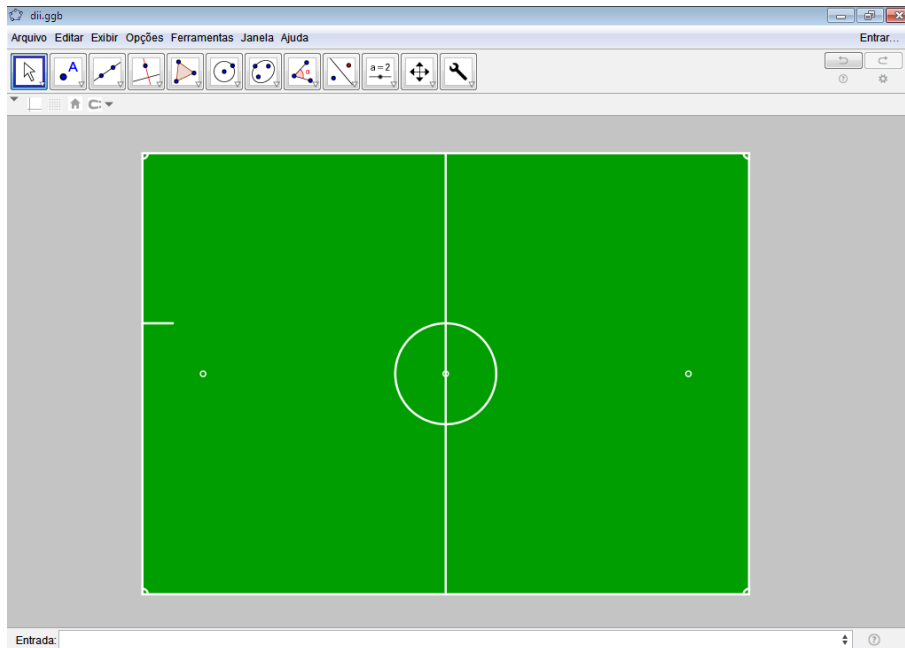 dii.ggb
Arquivo Editar Exibir Opções Ferramentas Janela Ajuda Entrar...
A
α
a=2
Entrada: